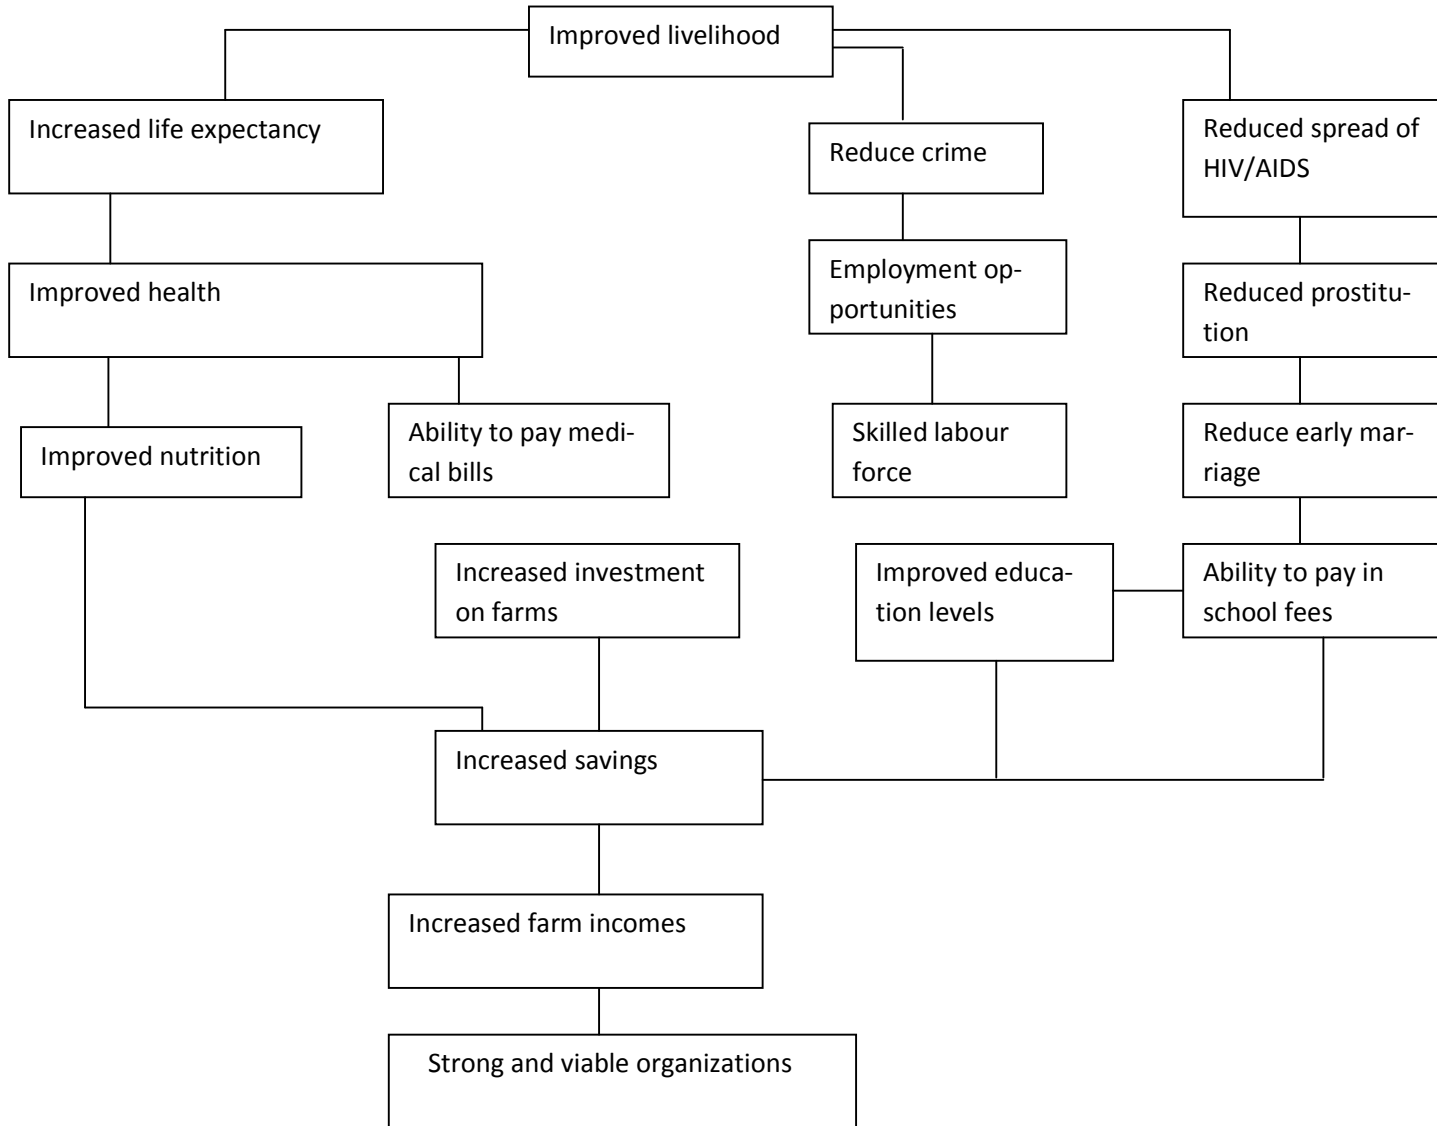 Improved livelihood
Increased life expectancy
Reduce crime
Reduced spread of
HIV/AIDS
Improved health
Employment op-
portunities
Reduced prostitu-
tion
Improved nutrition
Ability to pay medi-
cal bills
Skilled labour
force
Reduce early mar-
riage
Increased investment
on farms
Improved educa-
tion levels
Ability to pay in
school fees
Increased savings
Increased farm incomes
Strong and viable organizations